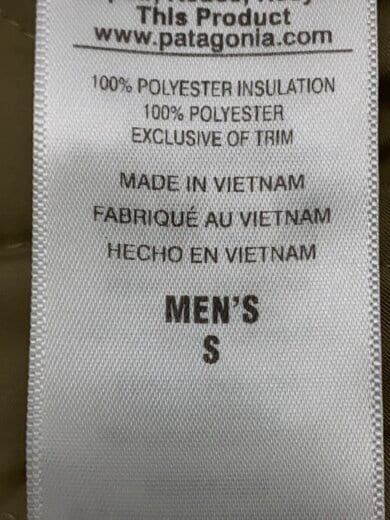 This Product
www.patagonia.com
100% POLYESTER INSULATION
100% POLYESTER
EXCLUSIVE OF TRIM
MADE IN VIETNAM
FABRIQUÉ AU VIETNAM
HECHO EN VIETNAM
MEN'S
S